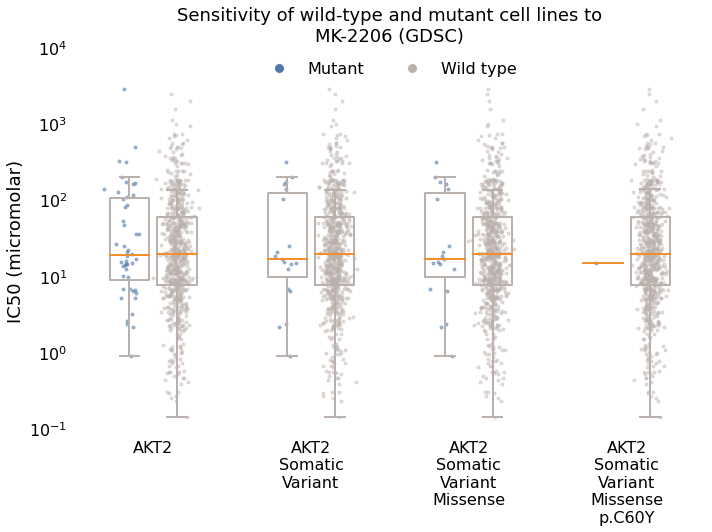 Sensitivity of wild-type and mutant cell lines to
MK-2206 (GDSC)
Mutant
Wild type
IC50 (micromolar)
10^4
10^3
10^2
10^1
10^0
10^−1
AKT2
AKT2
Somatic
Variant
AKT2
Somatic
Variant
Missense
AKT2
Somatic
Variant
Missense
p.C60Y